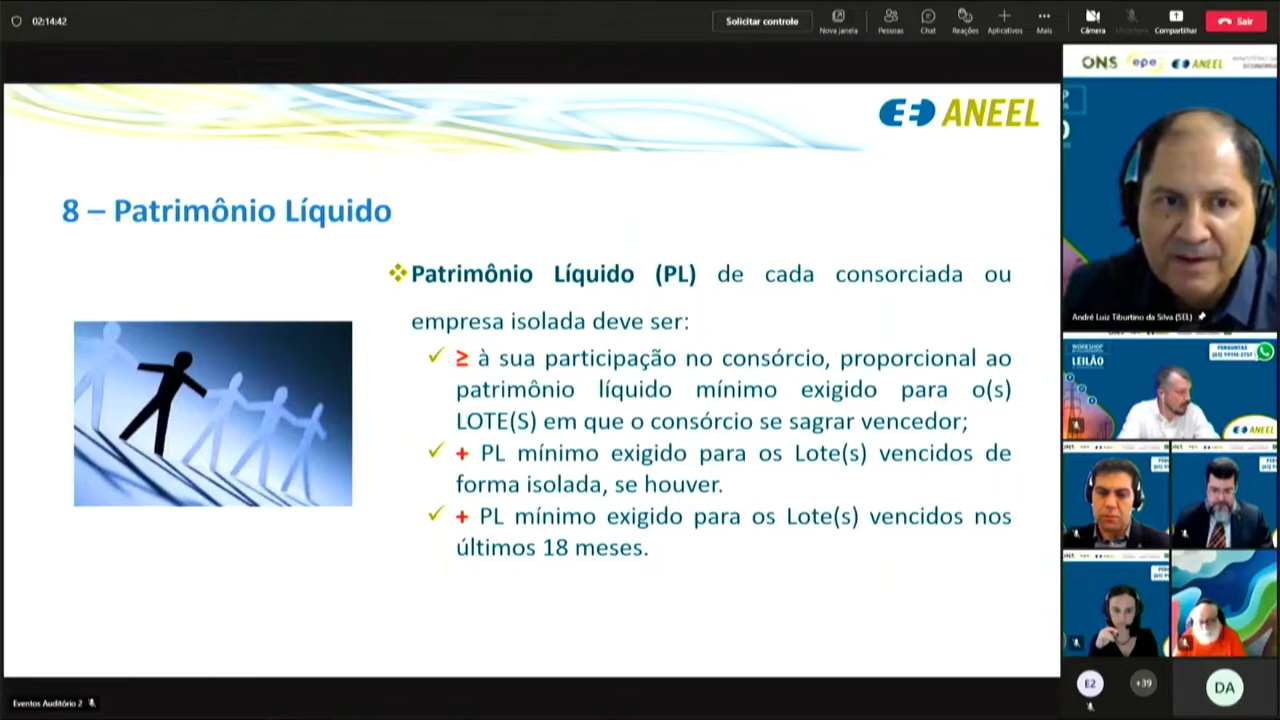 02:14:42
Solicitar controle
Nova janela
Pessoas
Chat
Reações
Aplicativos
Mais
Câmera
Compartilhar
Sair
ANEEL
8 – Patrimônio Líquido
Patrimônio Líquido (PL) de cada consorciada ou
empresa isolada deve ser:
≥ à sua participação no consórcio, proporcional ao
patrimônio líquido mínimo exigido para o(s)
LOTE(S) em que o consórcio se sagrar vencedor;
+ PL mínimo exigido para os Lote(s) vencidos de
forma isolada, se houver.
+ PL mínimo exigido para os Lote(s) vencidos nos
últimos 18 meses.
Eventos Auditório 2
ONS epe ANEEL
André Luiz Tiburtino da Silva (SEL)
WORKSHOP
LEILÃO
PERGUNTAS
ANEEL
E2
+39
DA